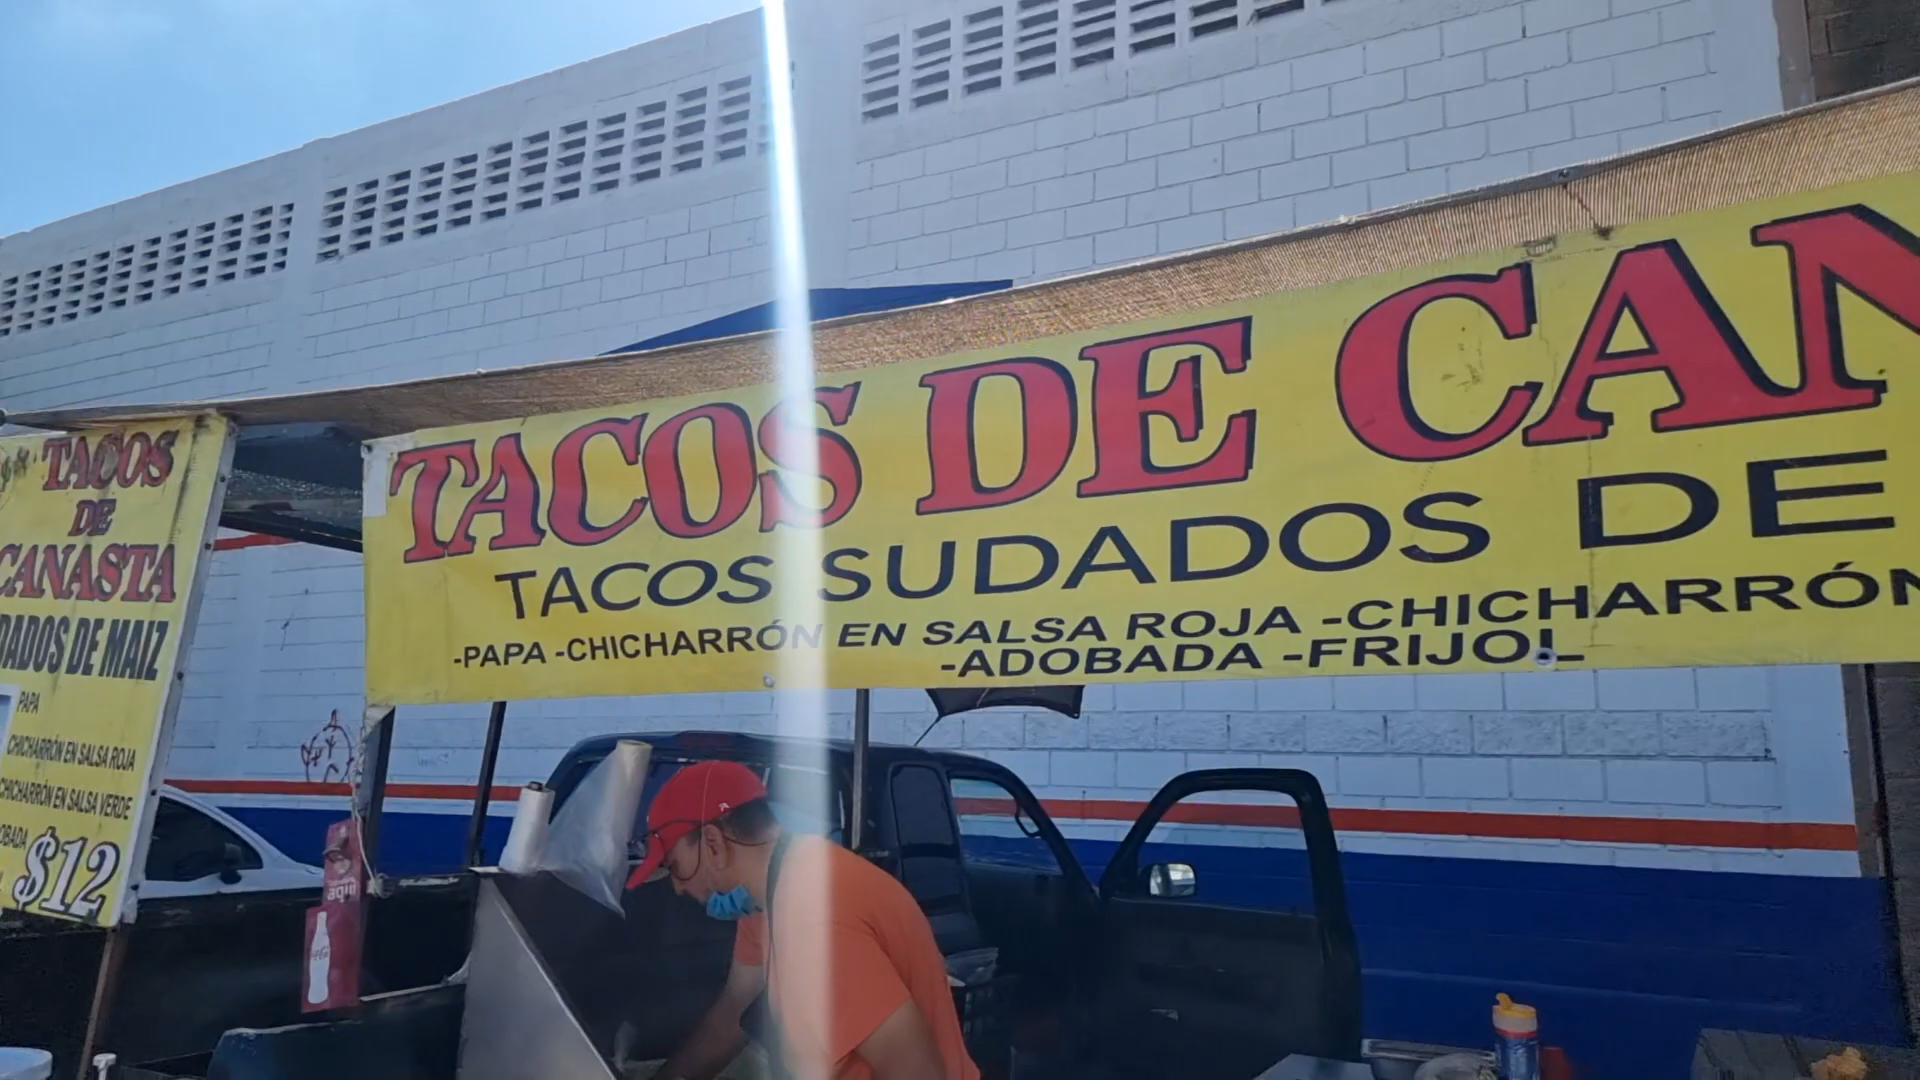 TACOS
DE
CANASTA
DADOS DE MAIZ
PAPA
CHICHARRÓN EN SALSA ROJA
CHICHARRÓN EN SALSA VERDE
OBADA
$12
TACOS DE CAN
TACOS SUDADOS DE
-PAPA -CHICHARRÓN EN SALSA ROJA -CHICHARRÓN
-ADOBADA -FRIJOL
aquí